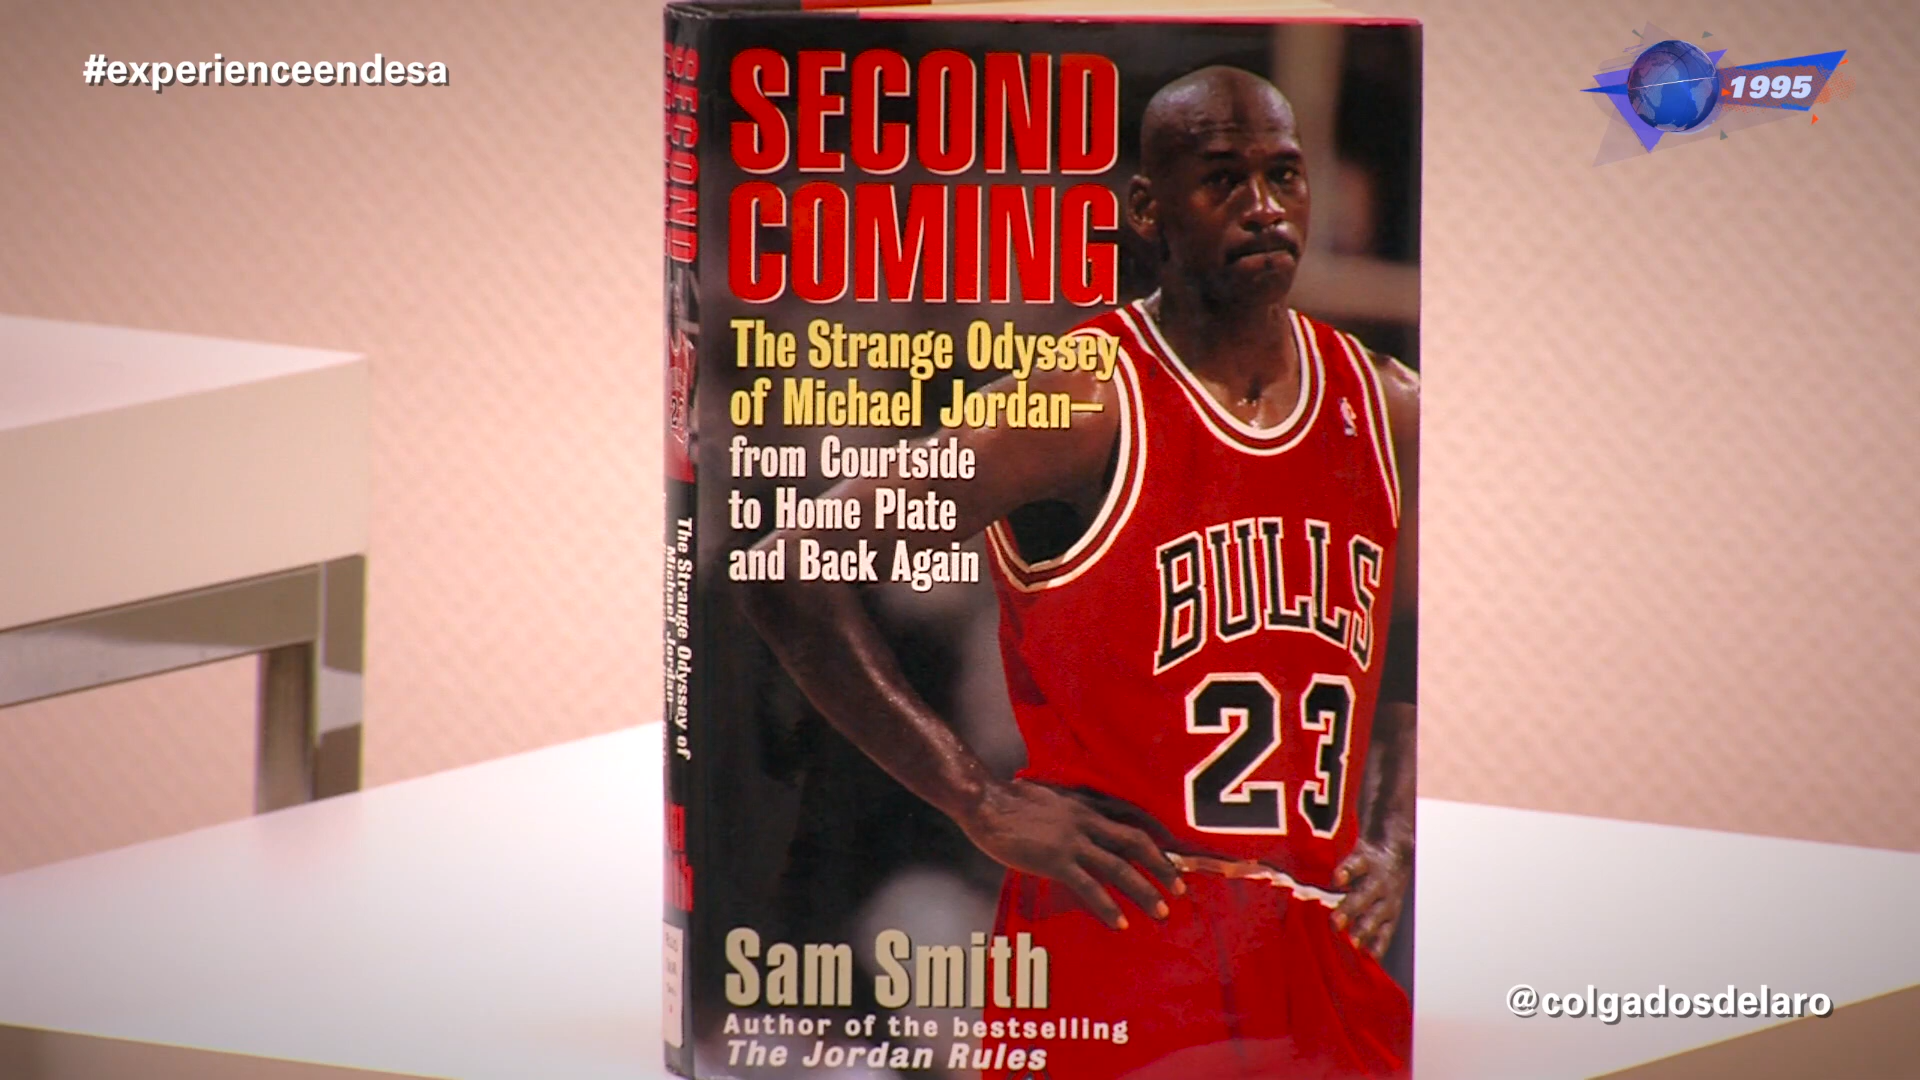 #experienceendesa
1995
SECOND
COMING
The Strange Odyssey
of Michael Jordan—
from Courtside
to Home Plate
and Back Again
BULLS
23
Sam Smith
Author of the bestselling
The Jordan Rules
SECOND
The Strange Odyssey of
Michael Jordan—
@colgadosdelaro